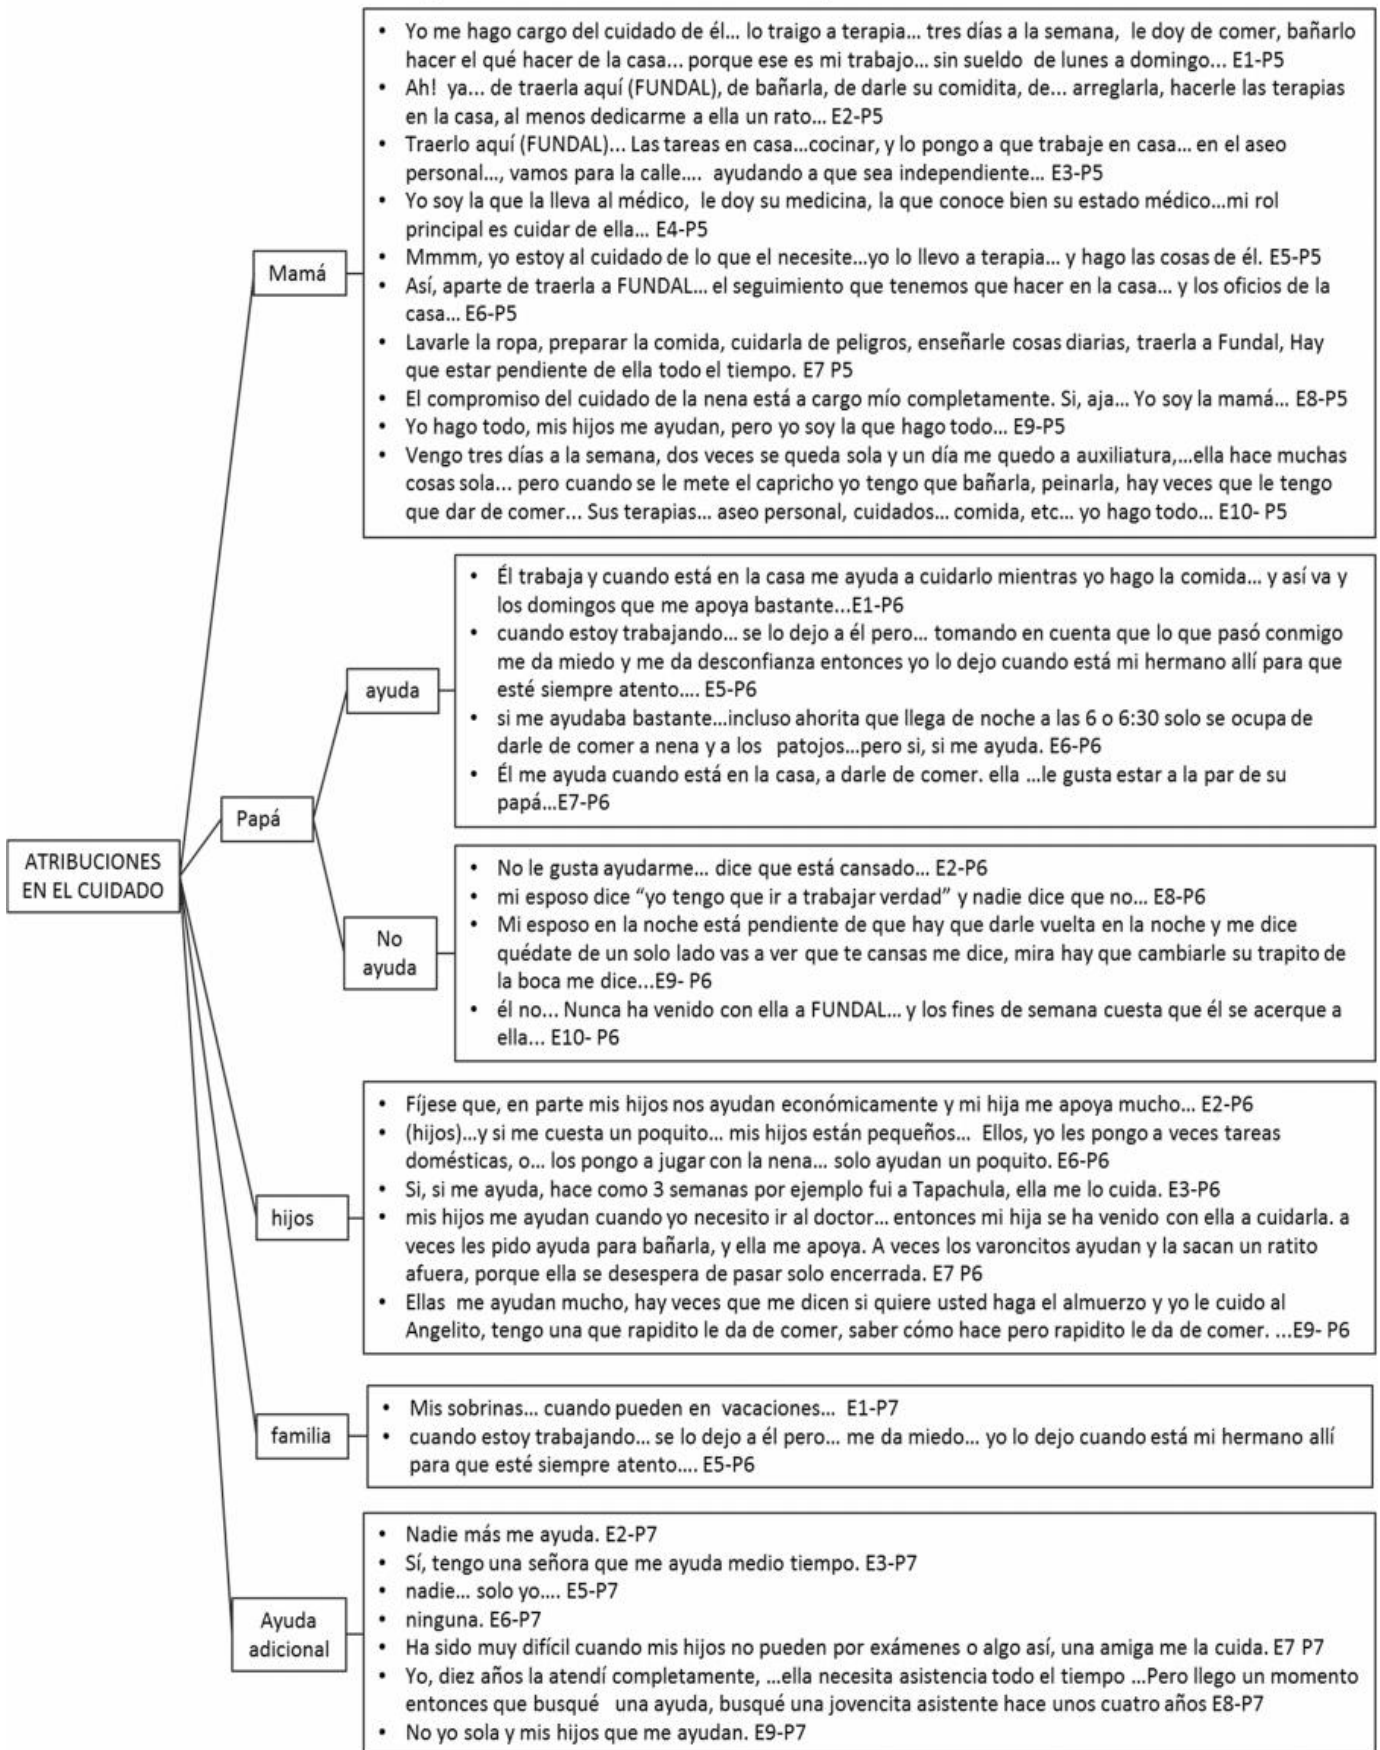 • Yo me hago cargo del cuidado de él... lo traigo a terapia... tres días a la semana, le doy de comer, bañarlo
hacer el qué hacer de la casa... porque ese es mi trabajo... sin sueldo de lunes a domingo... E1-P5
• Ah! ya... de traerla aquí (FUNDAL), de bañarla, de darle su comidita, de... arreglarla, hacerle las terapias
en la casa, al menos dedicarme a ella un rato... E2-P5
• Traerlo aquí (FUNDAL)... Las tareas en casa...cocinar, y lo pongo a que trabaje en casa... en el aseo
personal..., vamos para la calle.... ayudando a que sea independiente... E3-P5
• Yo soy la que la lleva al médico, le doy su medicina, la que conoce bien su estado médico...mi rol
principal es cuidar de ella... E4-P5
Mamá
• Mmmm, yo estoy al cuidado de lo que el necesite...yo lo llevo a terapia... y hago las cosas de él. E5-P5
• Así, aparte de traerla a FUNDAL... el seguimiento que tenemos que hacer en la casa... y los oficios de la
casa... E6-P5
• Lavarle la ropa, preparar la comida, cuidarla de peligros, enseñarle cosas diarias, traerla a Fundal, Hay
que estar pendiente de ella todo el tiempo. E7 P5
• El compromiso del cuidado de la nena está a cargo mío completamente. Si, aja... Yo soy la mamá... E8-P5
• Yo hago todo, mis hijos me ayudan, pero yo soy la que hago todo... E9-P5
• Vengo tres días a la semana, dos veces se queda sola y un día me quedo a auxiliatura,...ella hace muchas
cosas sola... pero cuando se le mete el capricho yo tengo que bañarla, peinarla, hay veces que le tengo
que dar de comer... Sus terapias... aseo personal, cuidados... comida, etc... yo hago todo... E10- P5
• Él trabaja y cuando está en la casa me ayuda a cuidarlo mientras yo hago la comida... y así va y
los domingos que me apoya bastante...E1-P6
• cuando estoy trabajando... se lo dejo a él pero... tomando en cuenta que lo que pasó conmigo
me da miedo y me da desconfianza entonces yo lo dejo cuando está mi hermano allí para que
esté siempre atento.... E5-P6
ayuda
• si me ayudaba bastante...incluso ahorita que llega de noche a las 6 o 6:30 solo se ocupa de
darle de comer a nena y a los patojos...pero si, si me ayuda. E6-P6
• Él me ayuda cuando está en la casa, a darle de comer. ella ...le gusta estar a la par de su
papá...E7-P6
Papá
ATRIBUCIONES
EN EL CUIDADO
• No le gusta ayudarme... dice que está cansado... E2-P6
• mi esposo dice “yo tengo que ir a trabajar verdad” y nadie dice que no... E8-P6
• Mi esposo en la noche está pendiente de que hay que darle vuelta en la noche y me dice
quédate de un solo lado vas a ver que te cansas me dice, mira hay que cambiarle su trapito de
la boca me dice...E9- P6
No
ayuda
• él no... Nunca ha venido con ella a FUNDAL... y los fines de semana cuesta que él se acerque a
ella... E10- P6
• Fíjese que, en parte mis hijos nos ayudan económicamente y mi hija me apoya mucho... E2-P6
• (hijos)...y si me cuesta un poquito... mis hijos están pequeños... Ellos, yo les pongo a veces tareas
domésticas, o... los pongo a jugar con la nena... solo ayudan un poquito. E6-P6
• Si, si me ayuda, hace como 3 semanas por ejemplo fui a Tapachula, ella me lo cuida. E3-P6
hijos
• mis hijos me ayudan cuando yo necesito ir al doctor... entonces mi hija se ha venido con ella a cuidarla. a
veces les pido ayuda para bañarla, y ella me apoya. A veces los varoncitos ayudan y la sacan un ratito
afuera, porque ella se desespera de pasar solo encerrada. E7 P6
• Ellas me ayudan mucho, hay veces que me dicen si quiere usted haga el almuerzo y yo le cuido al
Angelito, tengo una que rapidito le da de comer, saber cómo hace pero rapidito le da de comer. ...E9- P6
• Mis sobrinas... cuando pueden en vacaciones... E1-P7
familia
• cuando estoy trabajando... se lo dejo a él pero... me da miedo... yo lo dejo cuando está mi hermano allí
para que esté siempre atento.... E5-P6
• Nadie más me ayuda. E2-P7
• Sí, tengo una señora que me ayuda medio tiempo. E3-P7
• nadie... solo yo.... E5-P7
• ninguna. E6-P7
Ayuda
adicional
• Ha sido muy difícil cuando mis hijos no pueden por exámenes o algo así, una amiga me la cuida. E7 P7
• Yo, diez años la atendí completamente, ...ella necesita asistencia todo el tiempo ...Pero llego un momento
entonces que busqué una ayuda, busqué una jovencita asistente hace unos cuatro años E8-P7
• No yo sola y mis hijos que me ayudan. E9-P7